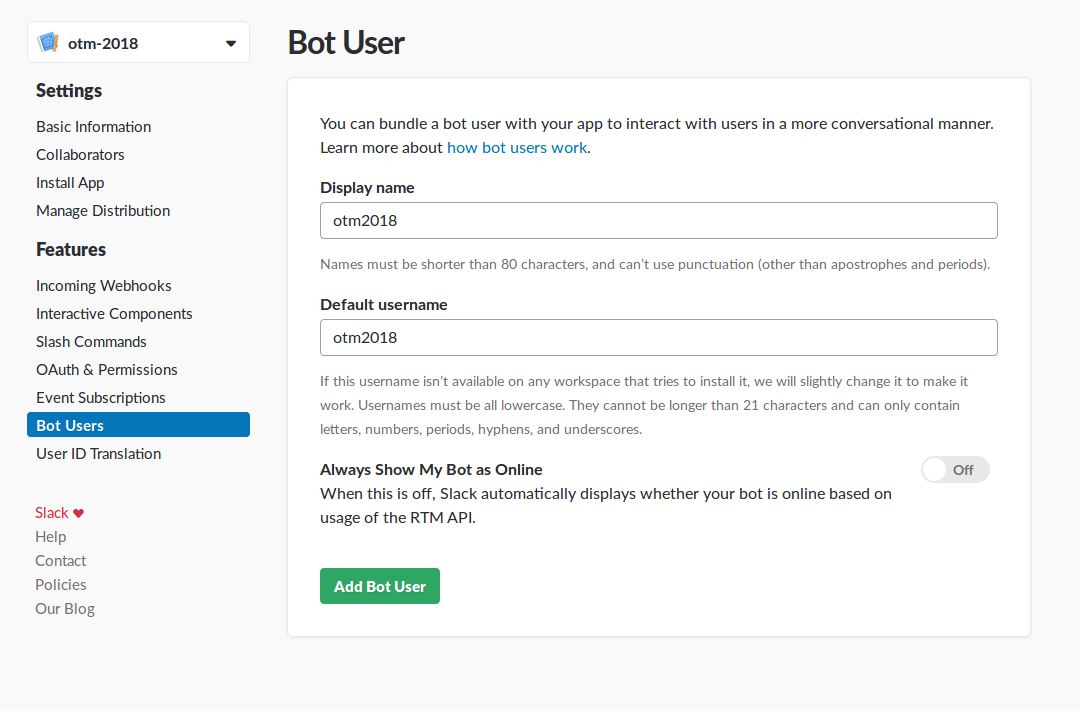 otm-2018
Settings
Basic Information
Collaborators
Install App
Manage Distribution
Features
Incoming Webhooks
Interactive Components
Slash Commands
OAuth & Permissions
Event Subscriptions
Bot Users
User ID Translation
Slack ♥
Help
Contact
Policies
Our Blog
Bot User
You can bundle a bot user with your app to interact with users in a more conversational manner.
Learn more about how bot users work.
Display name
otm2018
Names must be shorter than 80 characters, and can’t use punctuation (other than apostrophes and periods).
Default username
otm2018
If this username isn’t available on any workspace that tries to install it, we will slightly change it to make it
work. Usernames must be all lowercase. They cannot be longer than 21 characters and can only contain
letters, numbers, periods, hyphens, and underscores.
Always Show My Bot as Online
Off
When this is off, Slack automatically displays whether your bot is online based on
usage of the RTM API.
Add Bot User